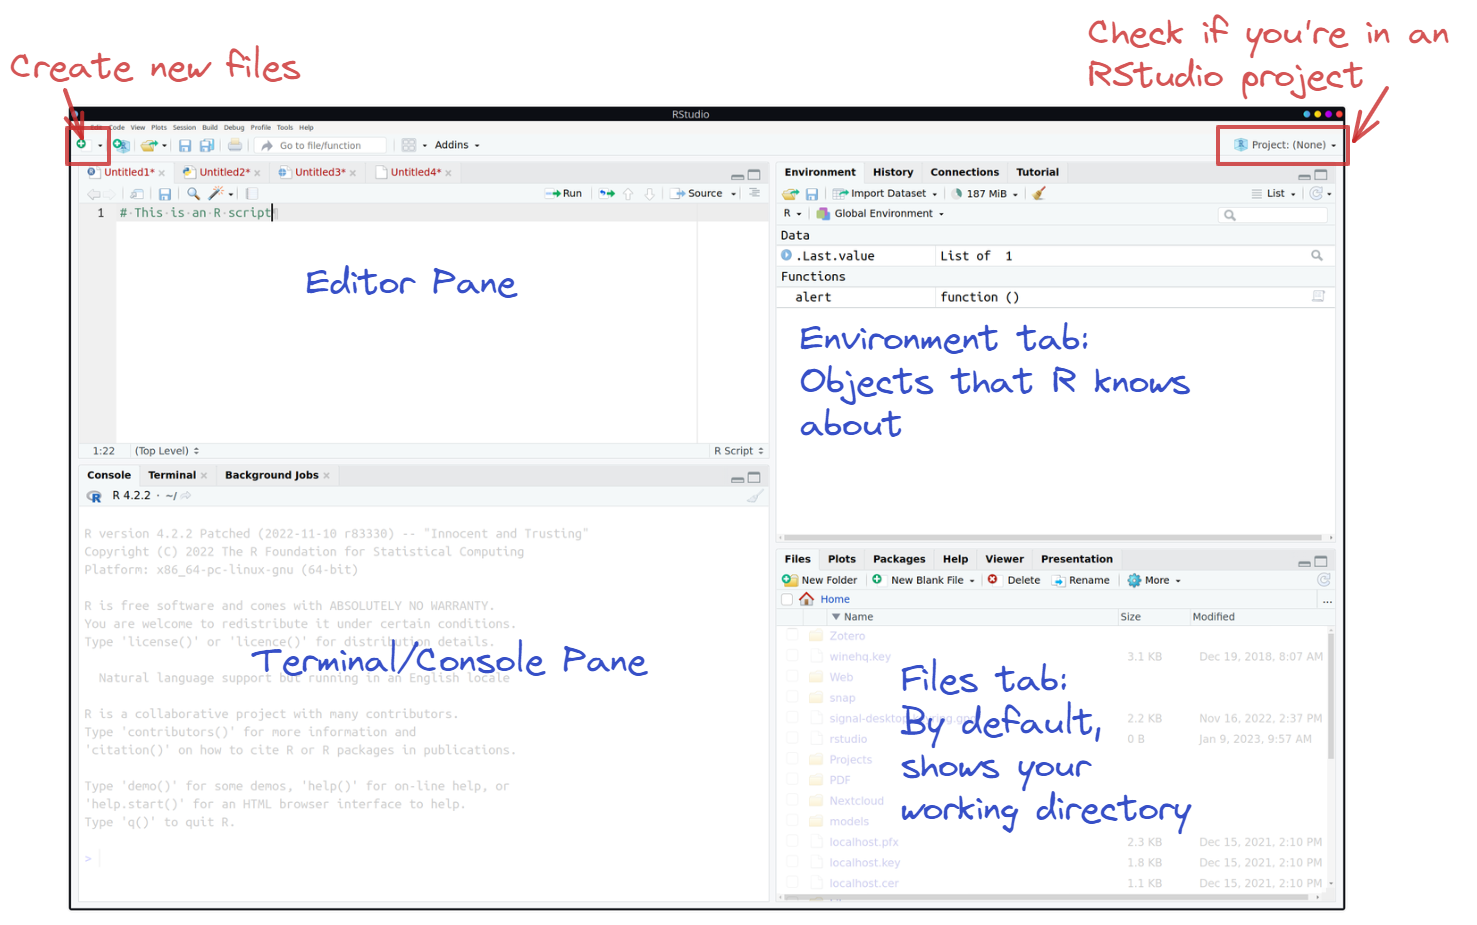 Create new files
Check if you're in an
RStudio project
RStudio
Code View Plots Session Build Debug Profile Tools Help
Go to file/function
Addins
Project: (None)
Untitled1*
Untitled2*
Untitled3*
Untitled4*
Run
Source
1 # This is an R script
Editor Pane
1:22 (Top Level)
R Script
Environment History Connections Tutorial
Import Dataset
187 MiB
List
R Global Environment
Data
.Last.value List of 1
Functions
alert function ()
Environment tab:
Objects that R knows
about
Console Terminal Background Jobs
R 4.2.2 · ~/
R version 4.2.2 Patched (2022-11-10 r83330) -- "Innocent and Trusting"
Copyright (C) 2022 The R Foundation for Statistical Computing
Platform: x86_64-pc-linux-gnu (64-bit)
R is free software and comes with ABSOLUTELY NO WARRANTY.
You are welcome to redistribute it under certain conditions.
Type 'license()' or 'licence()' for distribution details.
Terminal/Console Pane
Natural language support but running in an English locale
R is a collaborative project with many contributors.
Type 'contributors()' for more information and
'citation()' on how to cite R or R packages in publications.
Type 'demo()' for some demos, 'help()' for on-line help, or
'help.start()' for an HTML browser interface to help.
Type 'q()' to quit R.
>
Files Plots Packages Help Viewer Presentation
New Folder New Blank File Delete Rename More
Home ...
Name Size Modified
Zotero
winehq.key 3.1 KB Dec 19, 2018, 8:07 AM
Web
snap
signal-desktop 2.2 KB Nov 16, 2022, 2:37 PM
rstudio 0 B Jan 9, 2023, 9:57 AM
Projects
PDF
Nextcloud
models
localhost.pfx 2.3 KB Dec 15, 2021, 2:10 PM
localhost.key 1.8 KB Dec 15, 2021, 2:10 PM
localhost.cer 1.1 KB Dec 15, 2021, 2:10 PM
Files tab:
By default,
shows your
working directory